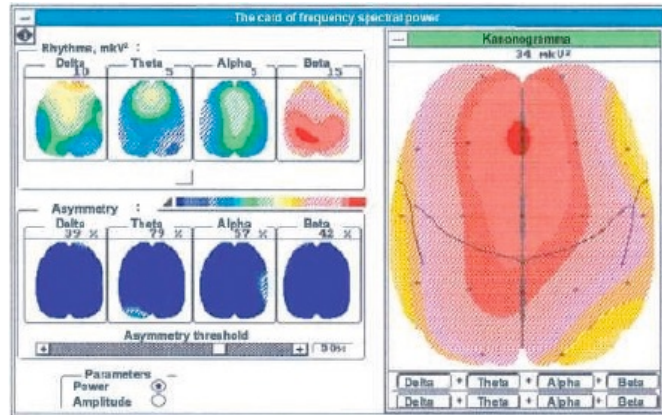 The card of frequency spectral power
Rhythms, mkV² :
Delta Theta Alpha Beta
10 5 5 15
Asymmetry :
Delta Theta Alpha Beta
39 % 79 % 57 % 42 %
Asymmetry threshold
Parameters
Power
Amplitude
34 mkV²
Delta + Theta + Alpha + Beta
Delta + Theta + Alpha + Beta